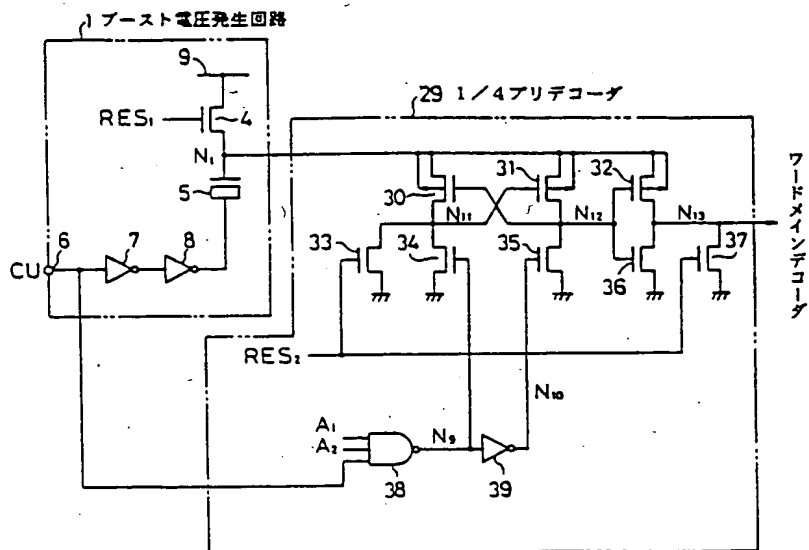 1 ブースト電圧発生回路
9
29 1/4プリデコーダ
RES₁
4
N₁
5
30
31
32
N₁₁
N₁₂
N₁₃
33
34
35
36
37
6
7
8
CU
RES₂
N₁₀
A₁
A₂
N₉
38
39
ワードメインデコーダ